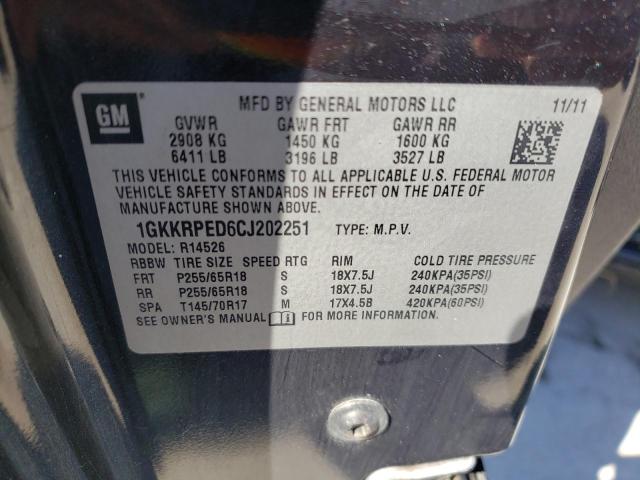 GM
MFD BY GENERAL MOTORS LLC 11/11
GVWR GAWR FRT GAWR RR
2908 KG 1450 KG 1600 KG
6411 LB 3196 LB 3527 LB
THIS VEHICLE CONFORMS TO ALL APPLICABLE U.S. FEDERAL MOTOR
VEHICLE SAFETY STANDARDS IN EFFECT ON THE DATE OF
MANUFACTURE SHOWN ABOVE.
1GKKRPED6CJ202251 TYPE: M.P.V.
MODEL: R14526
RBBW TIRE SIZE SPEED RTG RIM COLD TIRE PRESSURE
FRT P255/65R18 S 18X7.5J 240KPA(35PSI)
RR P255/65R18 S 18X7.5J 240KPA(35PSI)
SPA T145/70R17 M 17X4.5B 420KPA(60PSI)
SEE OWNER'S MANUAL FOR MORE INFORMATION.